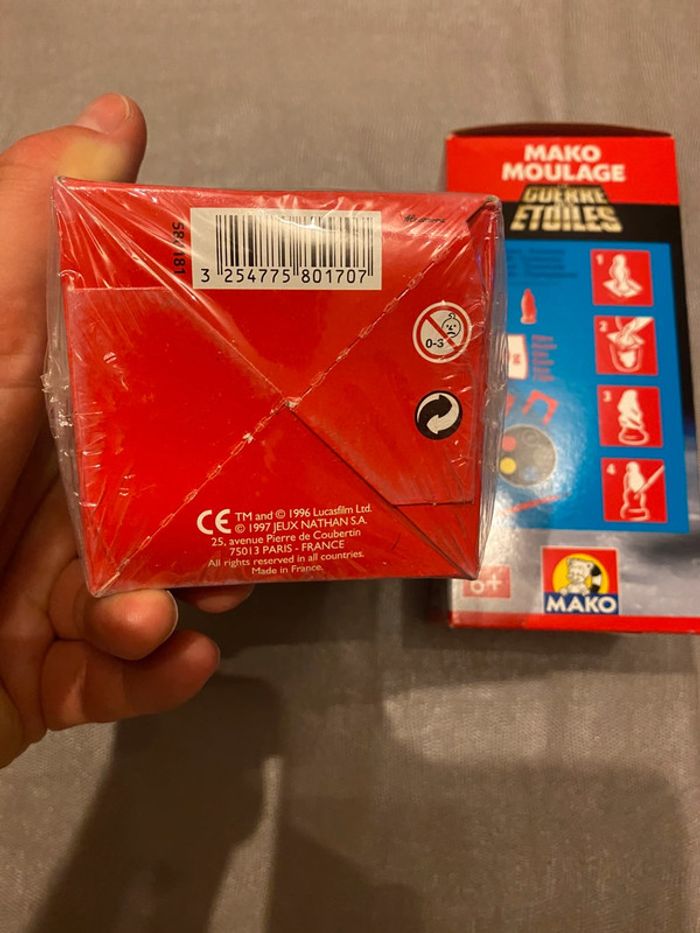 584181
3 254775 801707
0-3
CE TM and © 1996 Lucasfilm Ltd.
© 1997 JEUX NATHAN S.A.
25, avenue Pierre de Coubertin
75013 PARIS - FRANCE
All rights reserved in all countries.
Made in France.
MAKO
MOULAGE
GUERRE
ETOILES
1
2
3
4
6+
MAKO